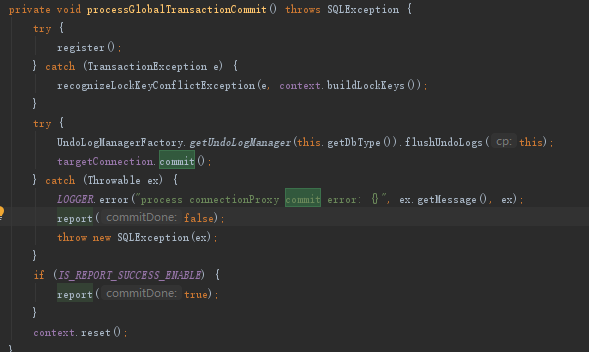 private void processGlobalTransactionCommit() throws SQLException {
try {
register();
} catch (TransactionException e) {
recognizeLockKeyConflictException(e, context.buildLockKeys());
}
try {
UndoLogManagerFactory.getUndoLogManager(this.getDbType()).flushUndoLogs( cp: this);
targetConnection.commit();
} catch (Throwable ex) {
LOGGER.error("process connectionProxy commit error: {}", ex.getMessage(), ex);
report( commitDone: false);
throw new SQLException(ex);
}
if (IS_REPORT_SUCCESS_ENABLE) {
report( commitDone: true);
}
context.reset();
}